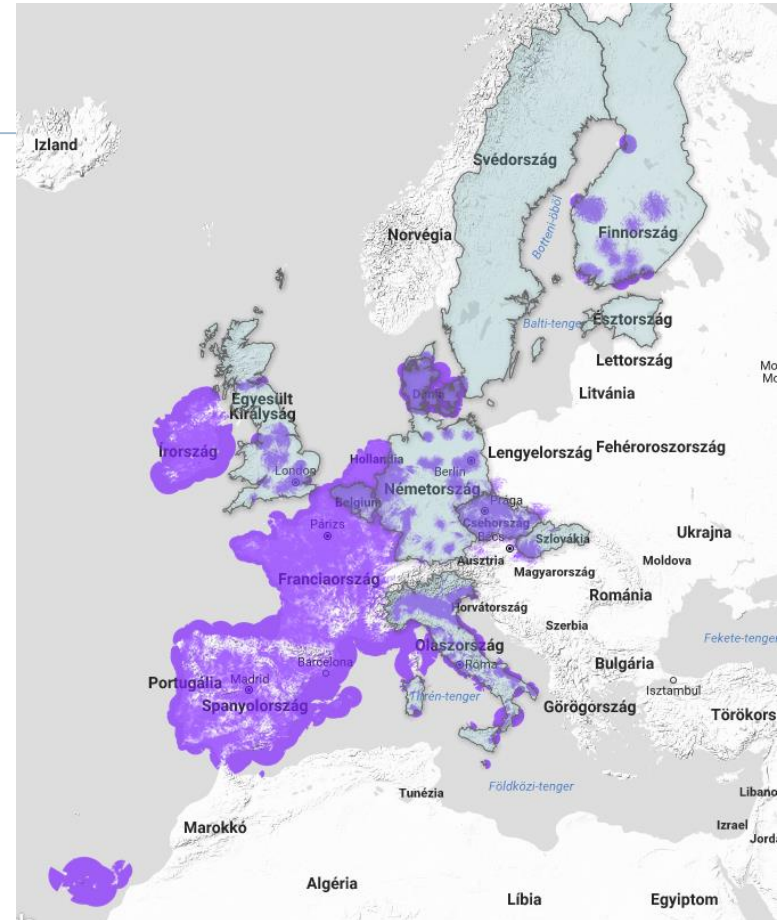 Izland
Svédország
Norvégia
Botteni-öböl
Finnország
Balti-tenge
Észtország
Lettország
Mo
Mo
Litvánia
Egyesült
Királyság
Írország
London
Hollandia
Berlin
Lengyelország
Fehéroroszország
Németország
Belgium
Prága
Csehország
Párizs
Bécs
Szlovákia
Ukrajna
Ausztria
Magyarország
Moldova
Franciaország
Románia
Horvátország
Szerbia
Olaszország
Fekete-tenger
Barcelona
Róma
Bulgária
Portugália
Madrid
Isztambul
Spanyolország
Tirrén-tenger
Görögország
Törökors
Földközi-tenger
Tunézia
Libano
Izrael
Jordá
Marokkó
Algéria
Líbia
Egyiptom